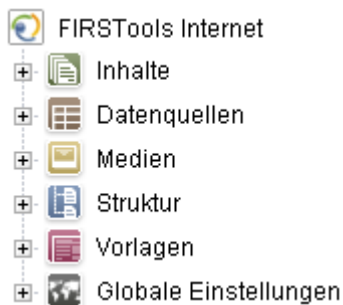 FIRSTools Internet
Inhalte
Datenquellen
Medien
Struktur
Vorlagen
Globale Einstellungen